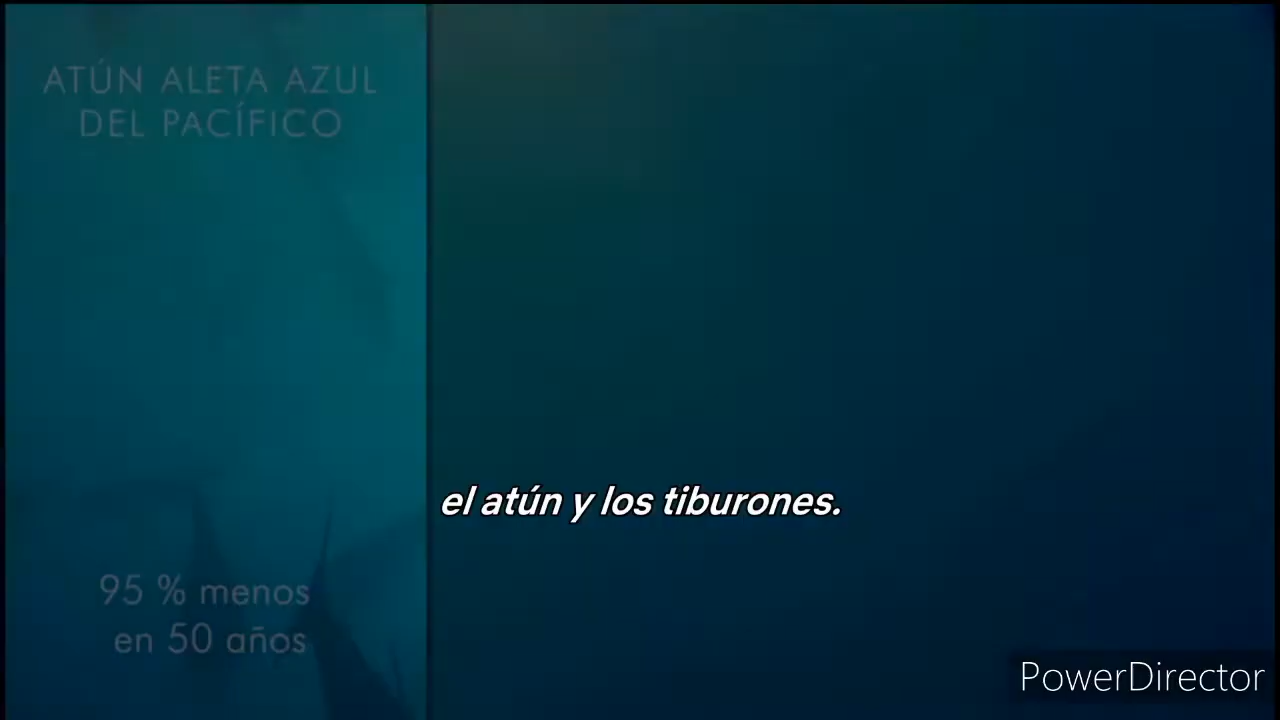 ATÚN ALETA AZUL
DEL PACÍFICO
el atún y los tiburones.
95 % menos
en 50 años
PowerDirector